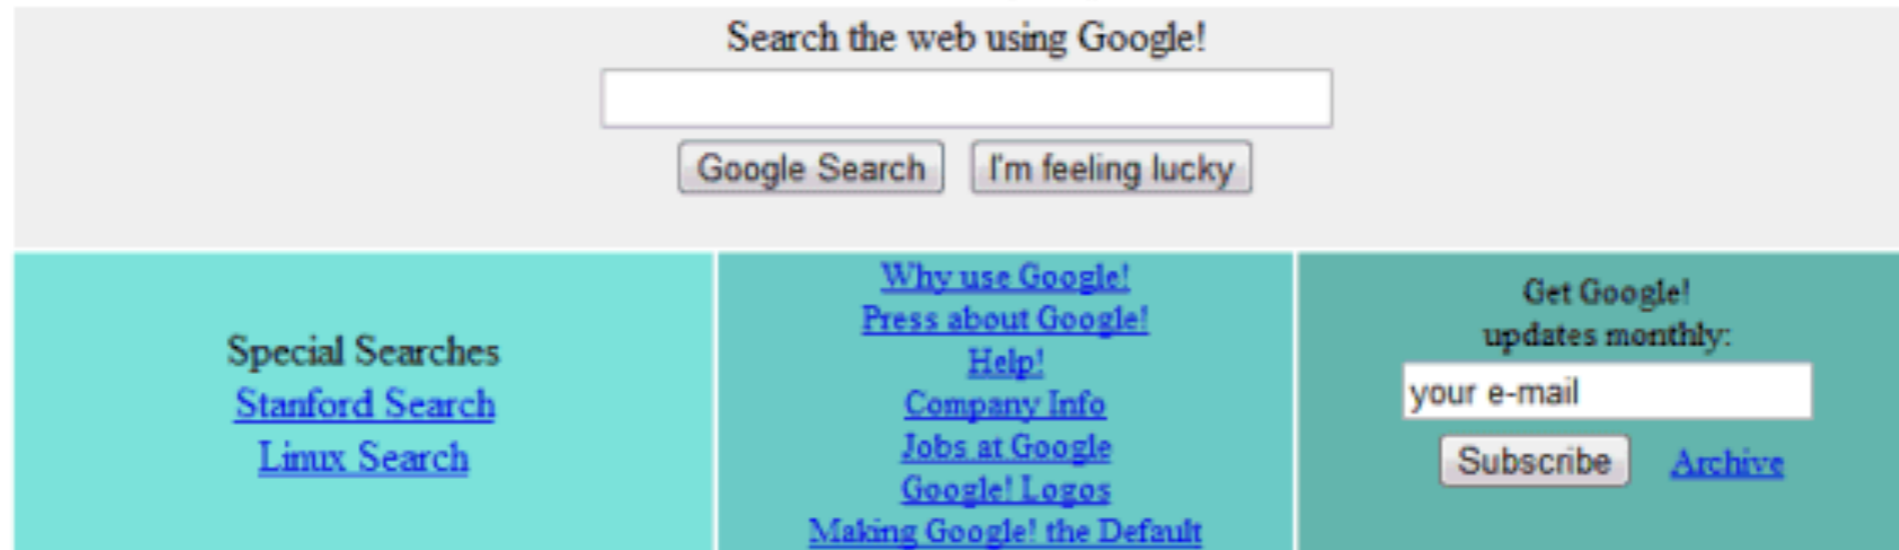 Search the web using Google!
Google Search I'm feeling lucky
Special Searches
Stanford Search
Linux Search
Why use Google!
Press about Google!
Help!
Company Info
Jobs at Google
Google! Logos
Making Google! the Default
Get Google!
updates monthly:
your e-mail
Subscribe Archive